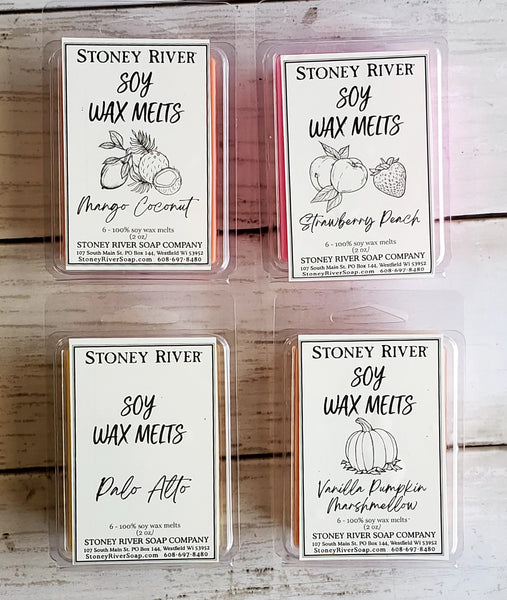 STONEY RIVER
SOY
WAX MELTS
Mango Coconut
6 - 100% soy wax melts
(2 oz)
STONEY RIVER SOAP COMPANY
107 South Main St. PO Box 144, Westfield WI 53952
StoneyRiverSoap.com 608-697-8480
STONEY RIVER
SOY
WAX MELTS
Strawberry Peach
6 - 100% soy wax melts
(2 oz)
STONEY RIVER SOAP COMPANY
107 South Main St. PO Box 144, Westfield WI 53952
StoneyRiverSoap.com 608-697-8480
STONEY RIVER
SOY
WAX MELTS
Palo Alto
6 - 100% soy wax melts
(2 oz)
STONEY RIVER SOAP COMPANY
107 South Main St. PO Box 144, Westfield WI 53952
StoneyRiverSoap.com 608-697-8480
STONEY RIVER
SOY
WAX MELTS
Vanilla Pumpkin
Marshmellow
6 - 100% soy wax melts
(2 oz)
STONEY RIVER SOAP COMPANY
107 South Main St. PO Box 144, Westfield WI 53952
StoneyRiverSoap.com 608-697-8480